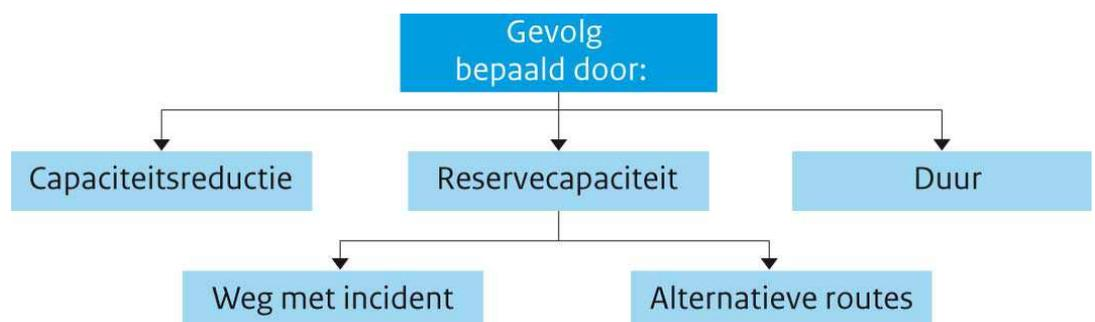 Gevolg
bepaald door:
Capaciteitsreductie
Reservecapaciteit
Duur
Weg met incident
Alternatieve routes